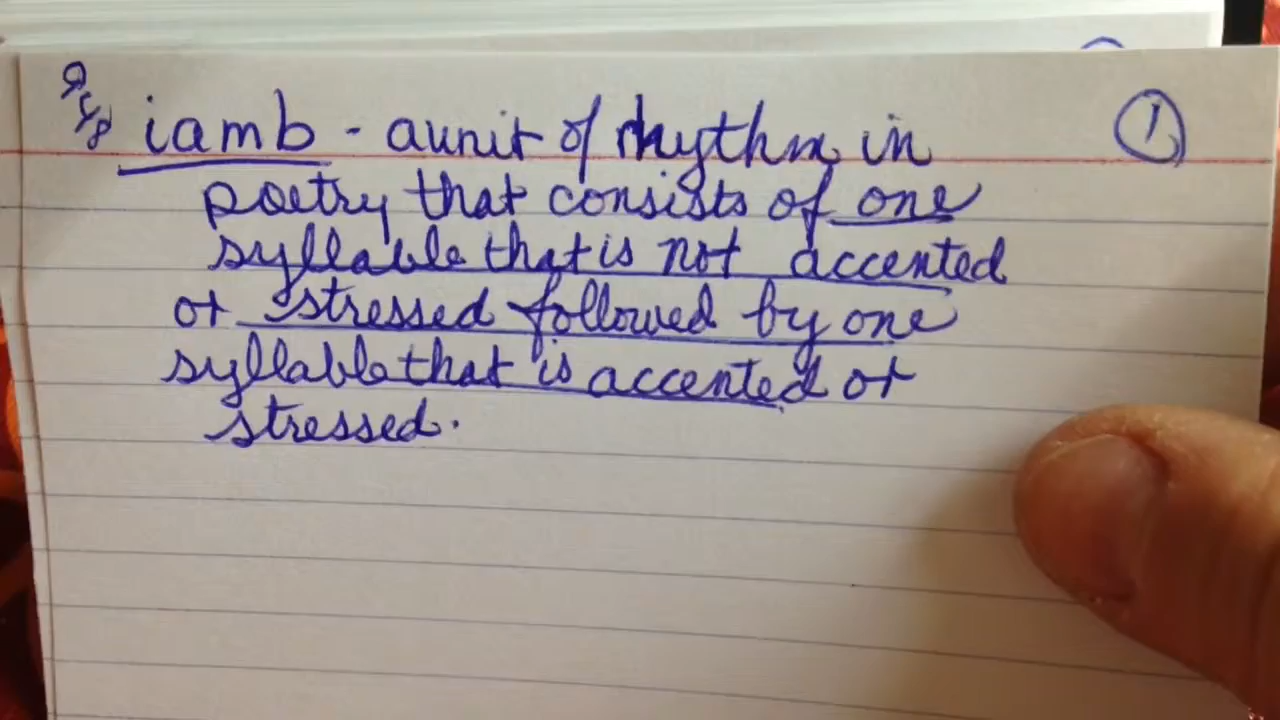 iamb - a unit of rhythm in
poetry that consists of one
syllable that is not accented
or stressed followed by one
syllable that is accented or
stressed.
1